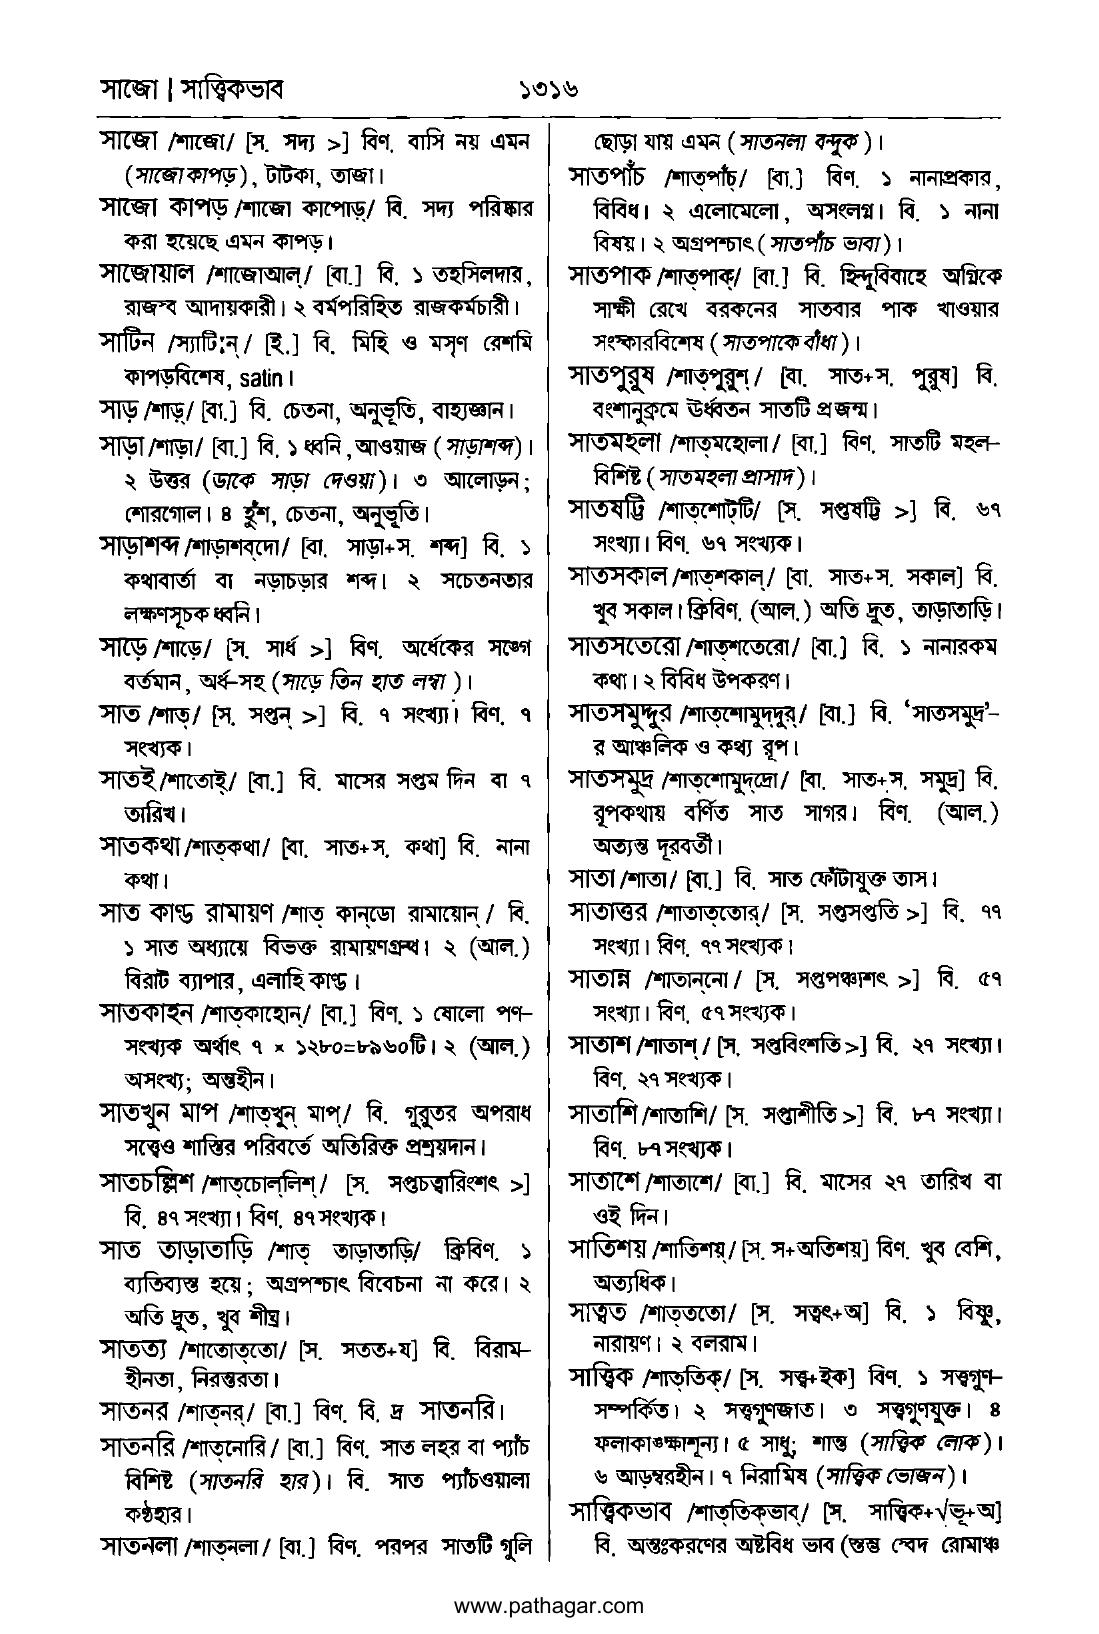 সাজো | সাত্ত্বিকভাব
১৩১৬
সাজো /শাজো/ [স. সদ্য >] বিণ. বাসি নয় এমন
(সাজো কাপড়), টাটকা, তাজা।
সাজো কাপড় /শাজো কাপোড়্/ বি. সদ্য পরিষ্কার
করা হয়েছে এমন কাপড়।
সাজোয়াল /শাজোআল্/ [বা.] বি. ১ তহসিলদার,
রাজস্ব আদায়কারী। ২ বর্মপরিহিত রাজকর্মচারী।
সাটিন /স্যাটি:ন্/ [ই.] বি. মিহি ও মসৃণ রেশমি
কাপড়বিশেষ, satin।
সাড় /শাড়্/ [বা.] বি. চেতনা, অনুভূতি, বাহ্যজ্ঞান।
সাড়া /শাড়া/ [বা.] বি. ১ ধ্বনি, আওয়াজ (সাড়াশব্দ)।
২ উত্তর (ডাকে সাড়া দেওয়া)। ৩ আলোড়ন;
শোরগোল। ৪ হুঁশ, চেতনা, অনুভূতি।
সাড়াশব্দ /শাড়াশব্‌দো/ [বা. সাড়া+স. শব্দ] বি. ১
কথাবার্তা বা নড়াচড়ার শব্দ। ২ সচেতনতার
লক্ষণসূচক ধ্বনি।
সাড়ে /শাড়ে/ [স. সার্ধ >] বিণ. অর্ধেকের সঙ্গে
বর্তমান, অর্ধ-সহ (সাড়ে তিন হাত লম্বা )।
সাত /শাত্/ [স. সপ্তন্ >] বি. ৭ সংখ্যা। বিণ. ৭
সংখ্যক।
সাতই /শাতোই্/ [বা.] বি. মাসের সপ্তম দিন বা ৭
তারিখ।
সাতকথা /শাত্‌কথা/ [বা. সাত+স. কথা] বি. নানা
কথা।
সাত কাণ্ড রামায়ণ /শাত্ কান্‌ডো রামায়োন্/ বি.
১ সাত অধ্যায়ে বিভক্ত রামায়ণগ্রন্থ। ২ (আল.)
বিরাট ব্যাপার, এলাহি কাণ্ড।
সাতকাহন /শাত্‌কাহোন্/ [বা.] বিণ. ১ ষোলো পণ-
সংখ্যক অর্থাৎ ৭ × ১২৮০=৮৯৬০টি। ২ (আল.)
অসংখ্য; অন্তহীন।
সাতখুন মাপ /শাত্‌খুন্ মাপ্/ বি. গুরুতর অপরাধ
সত্ত্বেও শাস্তির পরিবর্তে অতিরিক্ত প্রশ্রয়দান।
সাতচল্লিশ /শাত্‌চোল্‌লিশ্/ [স. সপ্তচত্বারিংশৎ >]
বি. ৪৭ সংখ্যা। বিণ. ৪৭ সংখ্যক।
সাত তাড়াতাড়ি /শাত্ তাড়াতাড়ি/ ক্রিবিণ. ১
ব্যতিব্যস্ত হয়ে; অগ্রপশ্চাৎ বিবেচনা না করে। ২
অতি দ্রুত, খুব শীঘ্র।
সাতত্য /শাতোত্‌তো/ [স. সতত+য] বি. বিরাম-
হীনতা, নিরন্তরতা।
সাতনর /শাত্‌নর্/ [বা.] বিণ. বি. দ্র সাতনরি।
সাতনরি /শাত্‌নোরি/ [বা.] বিণ. সাত লহর বা প্যাঁচ
বিশিষ্ট (সাতনরি হার)। বি. সাত প্যাঁচওয়ালা
কণ্ঠহার।
সাতনলা /শাত্‌নলা/ [বা.] বিণ. পরপর সাতটি গুলি
ছোড়া যায় এমন (সাতনলা বন্দুক)।
সাতপাঁচ /শাত্‌পাঁচ্/ [বা.] বিণ. ১ নানাপ্রকার,
বিবিধ। ২ এলোমেলো, অসংলগ্ন। বি. ১ নানা
বিষয়। ২ অগ্রপশ্চাৎ (সাতপাঁচ ভাবা)।
সাতপাক /শাত্‌পাক্/ [বা.] বি. হিন্দুবিবাহে অগ্নিকে
সাক্ষী রেখে বরকনের সাতবার পাক খাওয়ার
সংস্কারবিশেষ (সাতপাকে বাঁধা)।
সাতপুরুষ /শাত্‌পুরুশ্/ [বা. সাত+স. পুরুষ] বি.
বংশানুক্রমে ঊর্ধ্বতন সাতটি প্রজন্ম।
সাতমহলা /শাত্‌মহোলা/ [বা.] বিণ. সাতটি মহল-
বিশিষ্ট (সাতমহলা প্রাসাদ)।
সাতষট্টি /শাত্‌শোট্‌টি/ [স. সপ্তষট্টি >] বি. ৬৭
সংখ্যা। বিণ. ৬৭ সংখ্যক।
সাতসকাল /শাত্‌শকাল্/ [বা. সাত+স. সকাল] বি.
খুব সকাল। ক্রিবিণ. (আল.) অতি দ্রুত, তাড়াতাড়ি।
সাতসতেরো /শাত্‌শতেরো/ [বা.] বি. ১ নানারকম
কথা। ২ বিবিধ উপকরণ।
সাতসমুদ্দুর /শাত্‌শোমুদ্‌দুর্/ [বা.] বি. ‘সাতসমুদ্র’-
র আঞ্চলিক ও কথ্য রূপ।
সাতসমুদ্র /শাত্‌শোমুদ্‌দ্রো/ [বা. সাত+স. সমুদ্র] বি.
রূপকথায় বর্ণিত সাত সাগর। বিণ. (আল.)
অত্যন্ত দূরবর্তী।
সাতা /শাতা/ [বা.] বি. সাত ফোঁটাযুক্ত তাস।
সাতাত্তর /শাতাত্‌তোর্/ [স. সপ্তসপ্ততি >] বি. ৭৭
সংখ্যা। বিণ. ৭৭ সংখ্যক।
সাতান্ন /শাতান্‌নো/ [স. সপ্তপঞ্চাশৎ >] বি. ৫৭
সংখ্যা। বিণ. ৫৭ সংখ্যক।
সাতাশ /শাতাশ্/ [স. সপ্তবিংশতি >] বি. ২৭ সংখ্যা।
বিণ. ২৭ সংখ্যক।
সাতাশি /শাতাশি/ [স. সপ্তাশীতি >] বি. ৮৭ সংখ্যা।
বিণ. ৮৭ সংখ্যক।
সাতাশে /শাতাশে/ [বা.] বি. মাসের ২৭ তারিখ বা
ওই দিন।
সাতিশয় /শাতিশয়্/ [স. স+অতিশয়] বিণ. খুব বেশি,
অত্যধিক।
সাত্বত /শাত্‌ততো/ [স. সত্বৎ+অ] বি. ১ বিষ্ণু,
নারায়ণ। ২ বলরাম।
সাত্ত্বিক /শাত্‌তিক্/ [স. সত্ত্ব+ইক] বিণ. ১ সত্ত্বগুণ-
সম্পর্কিত। ২ সত্ত্বগুণজাত। ৩ সত্ত্বগুণযুক্ত। ৪
ফলাকাঙ্ক্ষাশূন্য। ৫ সাধু; শান্ত (সাত্ত্বিক লোক)।
৬ আড়ম্বরহীন। ৭ নিরামিষ (সাত্ত্বিক ভোজন)।
সাত্ত্বিকভাব /শাত্‌তিক্‌ভাব্/ [স. সাত্ত্বিক+√ভূ+অ]
বি. অন্তঃকরণের অষ্টবিধ ভাব (স্তম্ভ স্বেদ রোমাঞ্চ
www.pathagar.com